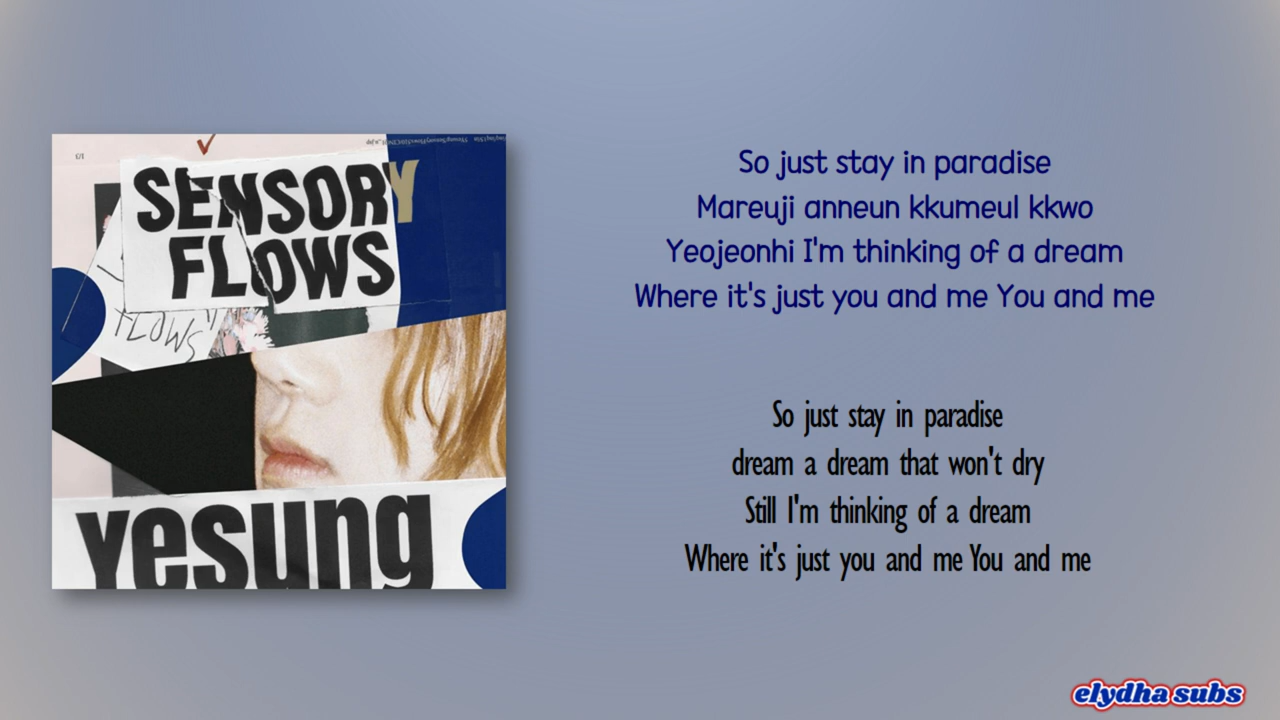 SENSORY
FLOWS
FLOWS"
yesung
So just stay in paradise
Mareuji anneun kkumeul kkwo
Yeojeonhi I'm thinking of a dream
Where it's just you and me You and me
So just stay in paradise
dream a dream that won't dry
Still I'm thinking of a dream
Where it's just you and me You and me
elydha subs